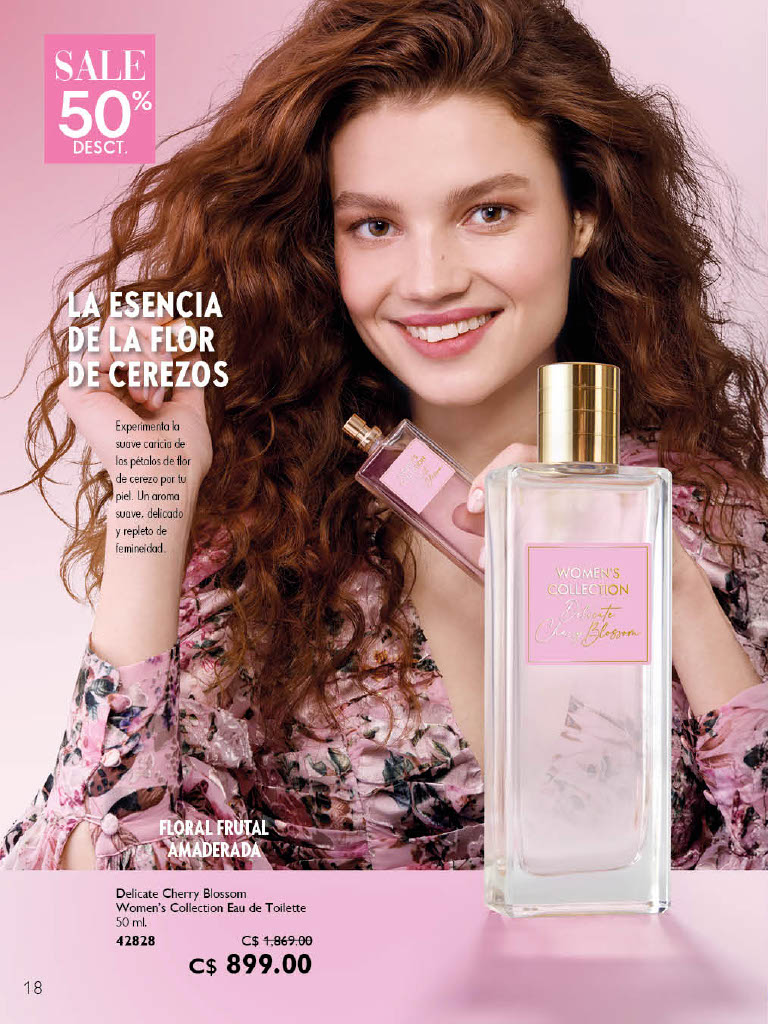 SALE
50%
DESCT.
LA ESENCIA
DE LA FLOR
DE CEREZOS
Experimenta la
suave caricia de
los pétalos de flor
de cerezo por tu
piel. Un aroma
suave, delicado
y repleto de
femineidad.
WOMEN'S
COLLECTION
Delicate
Cherry Blossom
FLORAL FRUTAL
AMADERADA
Delicate Cherry Blossom
Women's Collection Eau de Toilette
50 ml.
42828 C$ 1,869.00
C$ 899.00
18